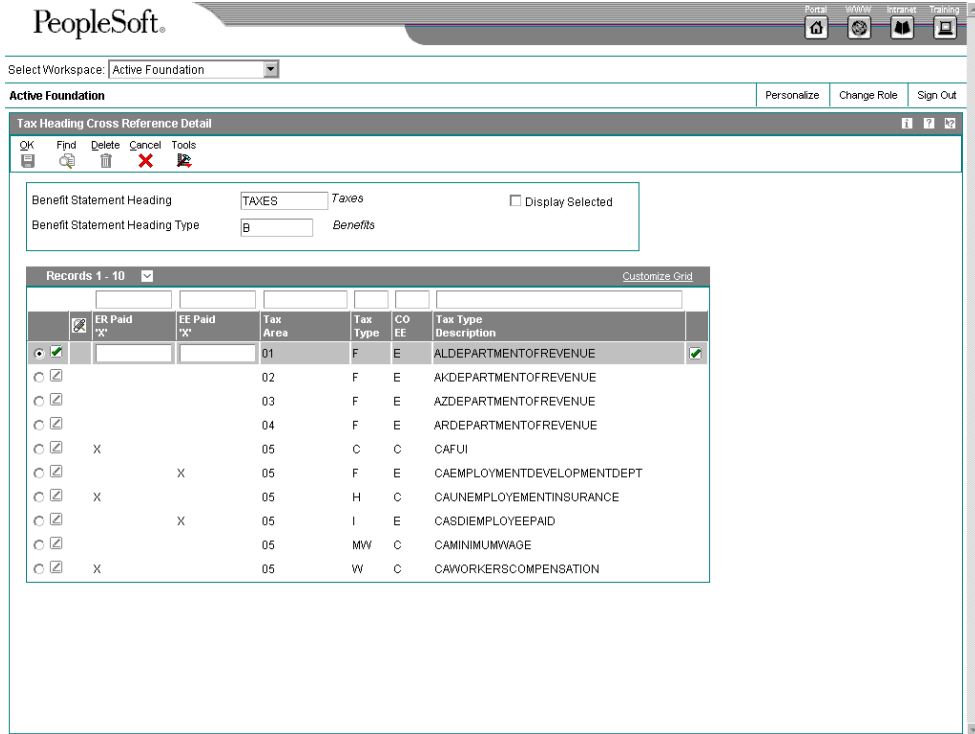 PeopleSoft.
Portal WWW Intranet Training
Select Workspace: Active Foundation
Active Foundation Personalize Change Role Sign Out
Tax Heading Cross Reference Detail
OK Find Delete Cancel Tools
Benefit Statement Heading TAXES Taxes Display Selected
Benefit Statement Heading Type B Benefits
Records 1 - 10 Customize Grid
ER Paid EE Paid Tax Tax CO Tax Type
'X' 'X' Area Type EE Description
01 F E ALDEPARTMENTOFREVENUE
02 F E AKDEPARTMENTOFREVENUE
03 F E AZDEPARTMENTOFREVENUE
04 F E ARDEPARTMENTOFREVENUE
X 05 C C CAFUI
X 05 F E CAEMPLOYMENTDEVELOPMENTDEPT
X 05 H C CAUNEMPLOYEMENTINSURANCE
X 05 I E CASDIEMPLOYEEPAID
05 MW C CAMINIMUMWAGE
X 05 W C CAWORKERSCOMPENSATION